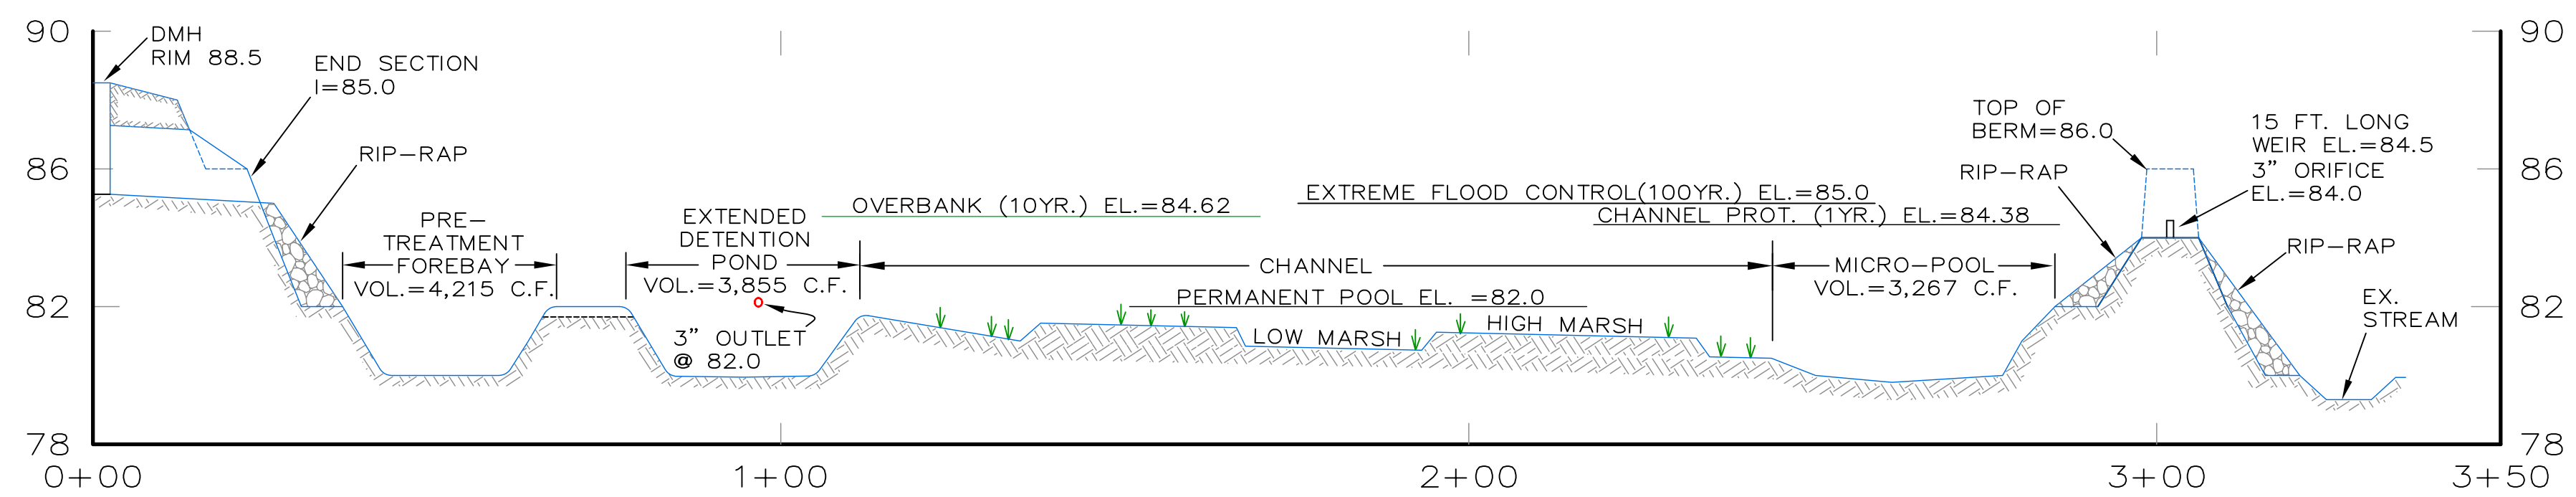 90
DMH
RIM 88.5
END SECTION
I=85.0
RIP-RAP
86
PRE-
TREATMENT
FOREBAY
VOL.=4,215 C.F.
EXTENDED
DETENTION
POND
VOL.=3,855 C.F.
3” OUTLET
@ 82.0
OVERBANK (10YR.) EL.=84.62
EXTREME FLOOD CONTROL(100YR.) EL.=85.0
CHANNEL PROT. (1YR.) EL.=84.38
CHANNEL
PERMANENT POOL EL. =82.0
LOW MARSH
HIGH MARSH
MICRO-POOL
VOL.=3,267 C.F.
TOP OF
BERM=86.0
RIP-RAP
15 FT. LONG
WEIR EL.=84.5
3” ORIFICE
EL.=84.0
RIP-RAP
EX.
STREAM
90
86
82
82
78
78
0+00
1+00
2+00
3+00
3+50